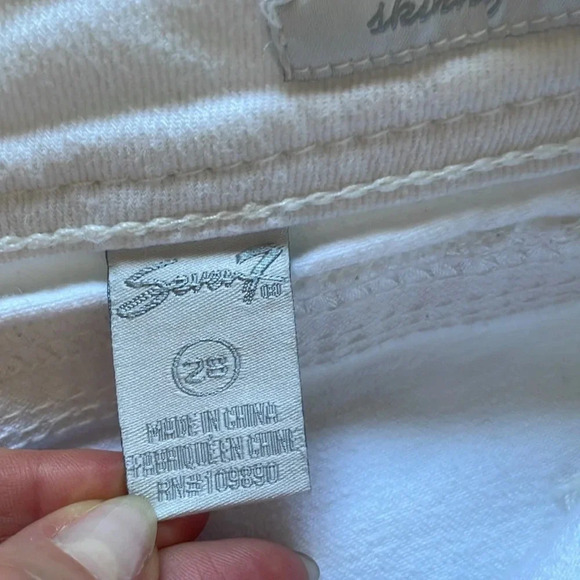 Seven7
28
MADE IN CHINA
FABRIQUÉ EN CHINE
RN# 109890